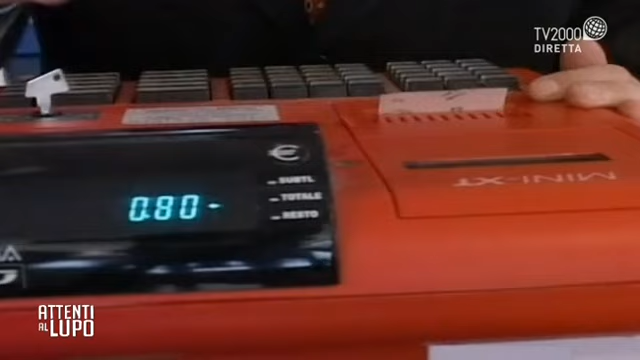 TV2000
DIRETTA
SUBTL
TOTALE
RESTO
0.80
MINI-XT
ATTENTI
AL
LUPO